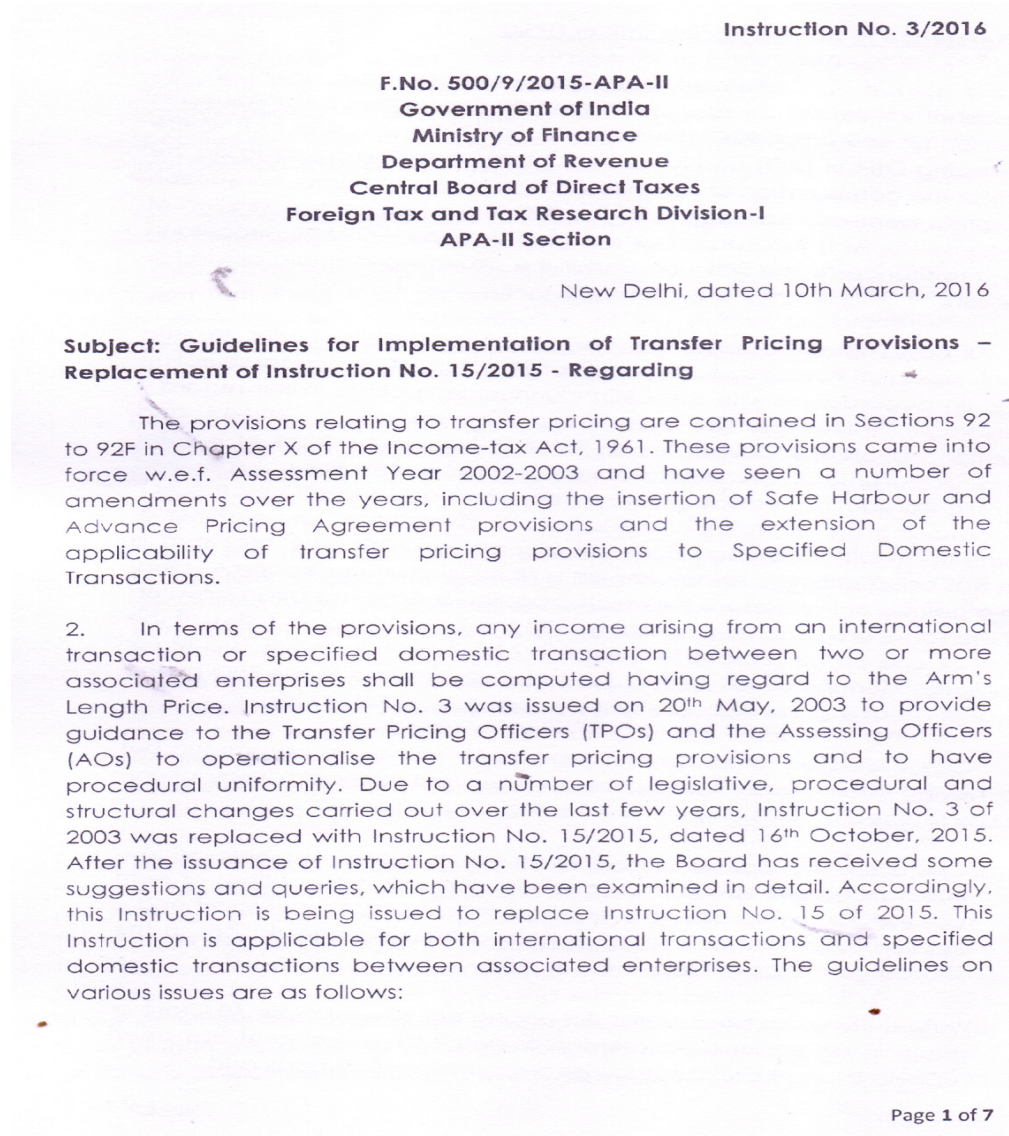 Instruction No. 3/2016
F.No. 500/9/2015-APA-II
Government of India
Ministry of Finance
Department of Revenue
Central Board of Direct Taxes
Foreign Tax and Tax Research Division-I
APA-II Section
New Delhi, dated 10th March, 2016
Subject: Guidelines for Implementation of Transfer Pricing Provisions –
Replacement of Instruction No. 15/2015 - Regarding
The provisions relating to transfer pricing are contained in Sections 92
to 92F in Chapter X of the Income-tax Act, 1961. These provisions came into
force w.e.f. Assessment Year 2002-2003 and have seen a number of
amendments over the years, including the insertion of Safe Harbour and
Advance Pricing Agreement provisions and the extension of the
applicability of transfer pricing provisions to Specified Domestic
Transactions.
2. In terms of the provisions, any income arising from an international
transaction or specified domestic transaction between two or more
associated enterprises shall be computed having regard to the Arm's
Length Price. Instruction No. 3 was issued on 20th May, 2003 to provide
guidance to the Transfer Pricing Officers (TPOs) and the Assessing Officers
(AOs) to operationalise the transfer pricing provisions and to have
procedural uniformity. Due to a number of legislative, procedural and
structural changes carried out over the last few years, Instruction No. 3 of
2003 was replaced with Instruction No. 15/2015, dated 16th October, 2015.
After the issuance of Instruction No. 15/2015, the Board has received some
suggestions and queries, which have been examined in detail. Accordingly,
this Instruction is being issued to replace Instruction No. 15 of 2015. This
Instruction is applicable for both international transactions and specified
domestic transactions between associated enterprises. The guidelines on
various issues are as follows:
Page 1 of 7